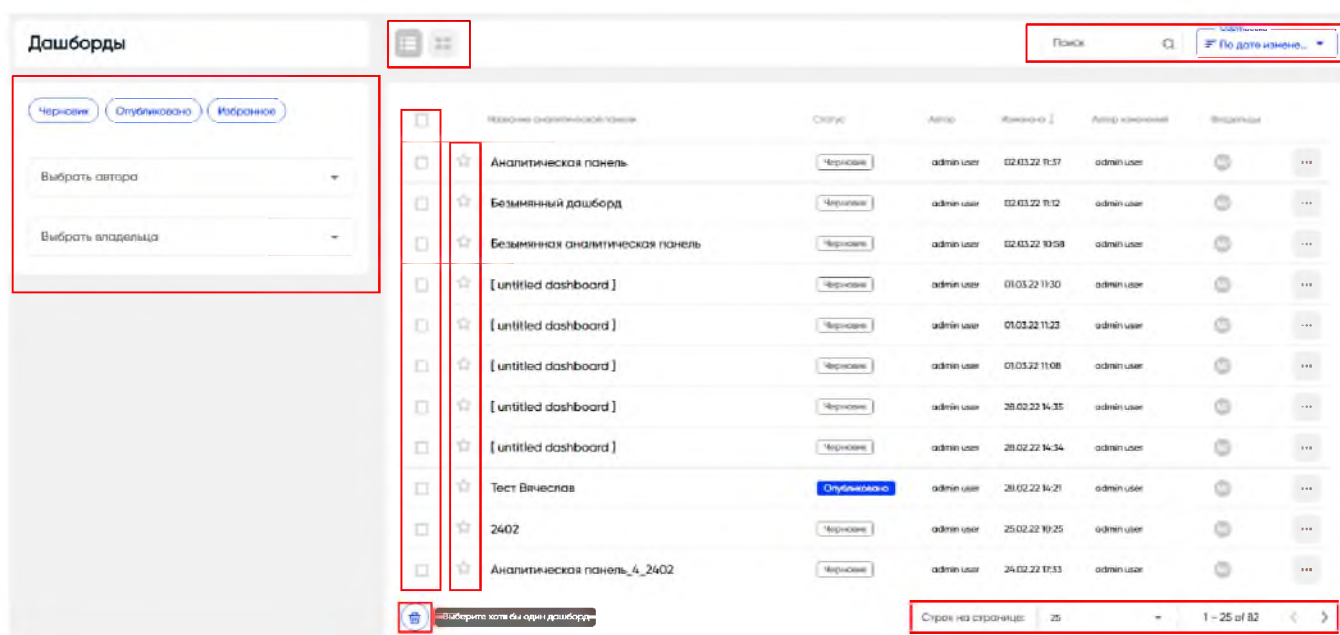 Дашборды
Поиск
По дате измене...
Черновик Опубликовано Избранное
Выбрать автора
Выбрать владельца
Название аналитической панели Статус Автор Изменено ↓ Автор изменений Владельцы
Аналитическая панель Черновик admin user 02.03.22 11:37 admin user ...
Безымянный дашборд Черновик admin user 02.03.22 11:12 admin user ...
Безымянная аналитическая панель Черновик admin user 02.03.22 10:58 admin user ...
[ untitled dashboard ] Черновик admin user 01.03.22 11:30 admin user ...
[ untitled dashboard ] Черновик admin user 01.03.22 11:23 admin user ...
[ untitled dashboard ] Черновик admin user 01.03.22 11:08 admin user ...
[ untitled dashboard ] Черновик admin user 28.02.22 14:35 admin user ...
[ untitled dashboard ] Черновик admin user 28.02.22 14:34 admin user ...
Тест Вячеслав Опубликовано admin user 28.02.22 14:21 admin user ...
2402 Черновик admin user 25.02.22 10:25 admin user ...
Аналитическая панель_4_2402 Черновик admin user 24.02.22 17:33 admin user ...
Выберите хотя бы один дашборд
Строк на странице: 25 1 - 25 of 82